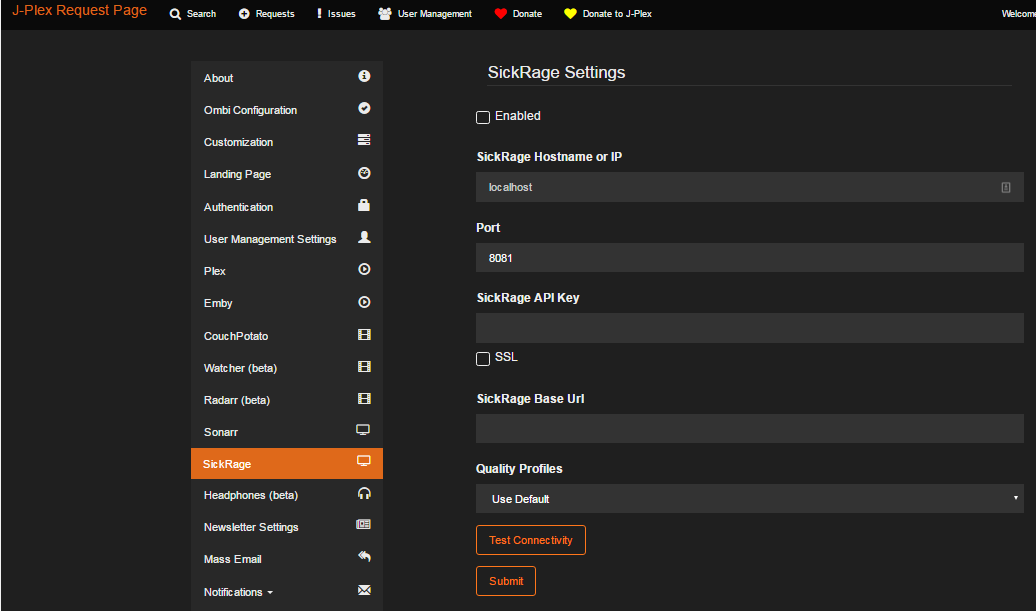 J-Plex Request Page Search Requests Issues User Management Donate Donate to J-Plex Welcome
About
Ombi Configuration
Customization
Landing Page
Authentication
User Management Settings
Plex
Emby
CouchPotato
Watcher (beta)
Radarr (beta)
Sonarr
SickRage
Headphones (beta)
Newsletter Settings
Mass Email
Notifications
SickRage Settings
Enabled
SickRage Hostname or IP
localhost
Port
8081
SickRage API Key
SSL
SickRage Base Url
Quality Profiles
Use Default
Test Connectivity
Submit